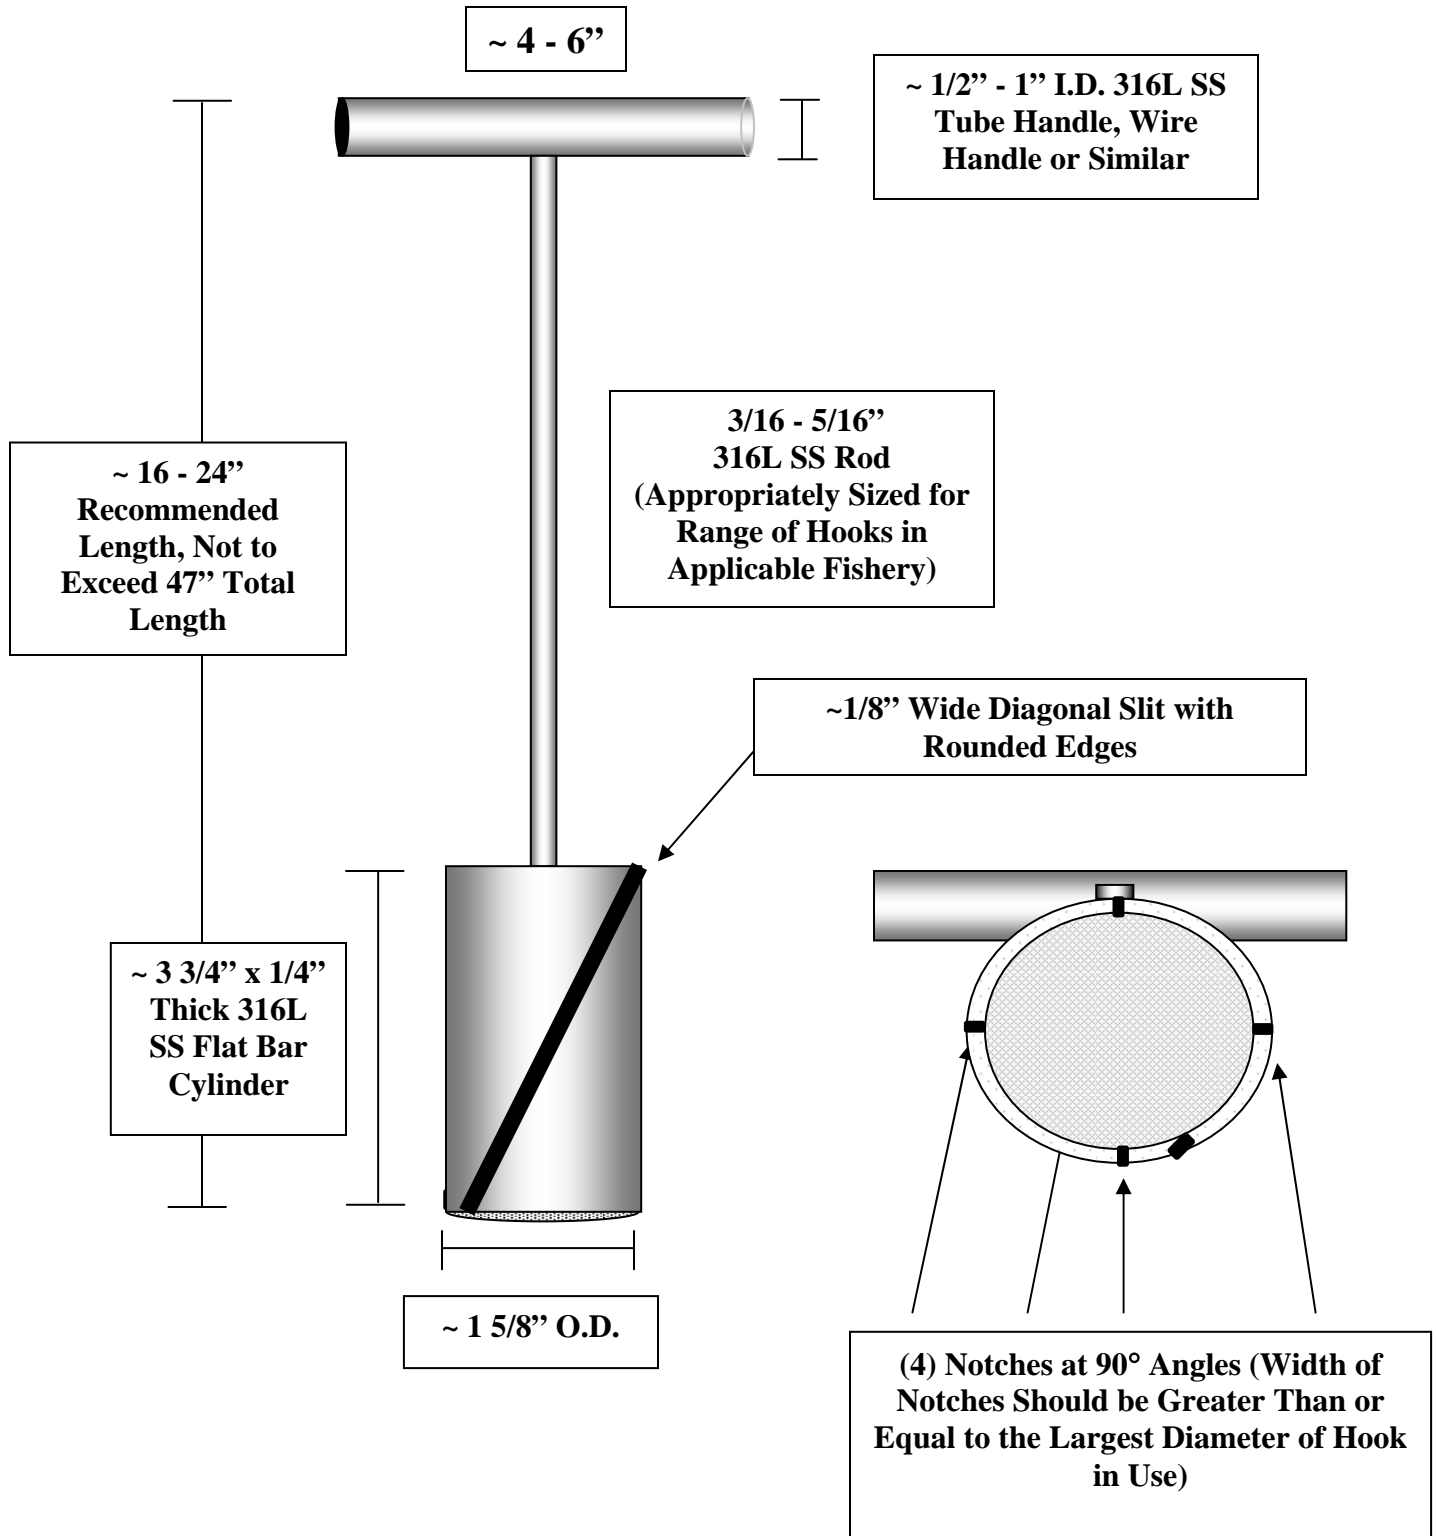 ~ 4 - 6”
~ 1/2” - 1” I.D. 316L SS
Tube Handle, Wire
Handle or Similar
3/16 - 5/16”
316L SS Rod
(Appropriately Sized for
Range of Hooks in
Applicable Fishery)
~ 16 - 24”
Recommended
Length, Not to
Exceed 47” Total
Length
~1/8” Wide Diagonal Slit with
Rounded Edges
~ 3 3/4” x 1/4”
Thick 316L
SS Flat Bar
Cylinder
~ 1 5/8” O.D.
(4) Notches at 90° Angles (Width of
Notches Should be Greater Than or
Equal to the Largest Diameter of Hook
in Use)